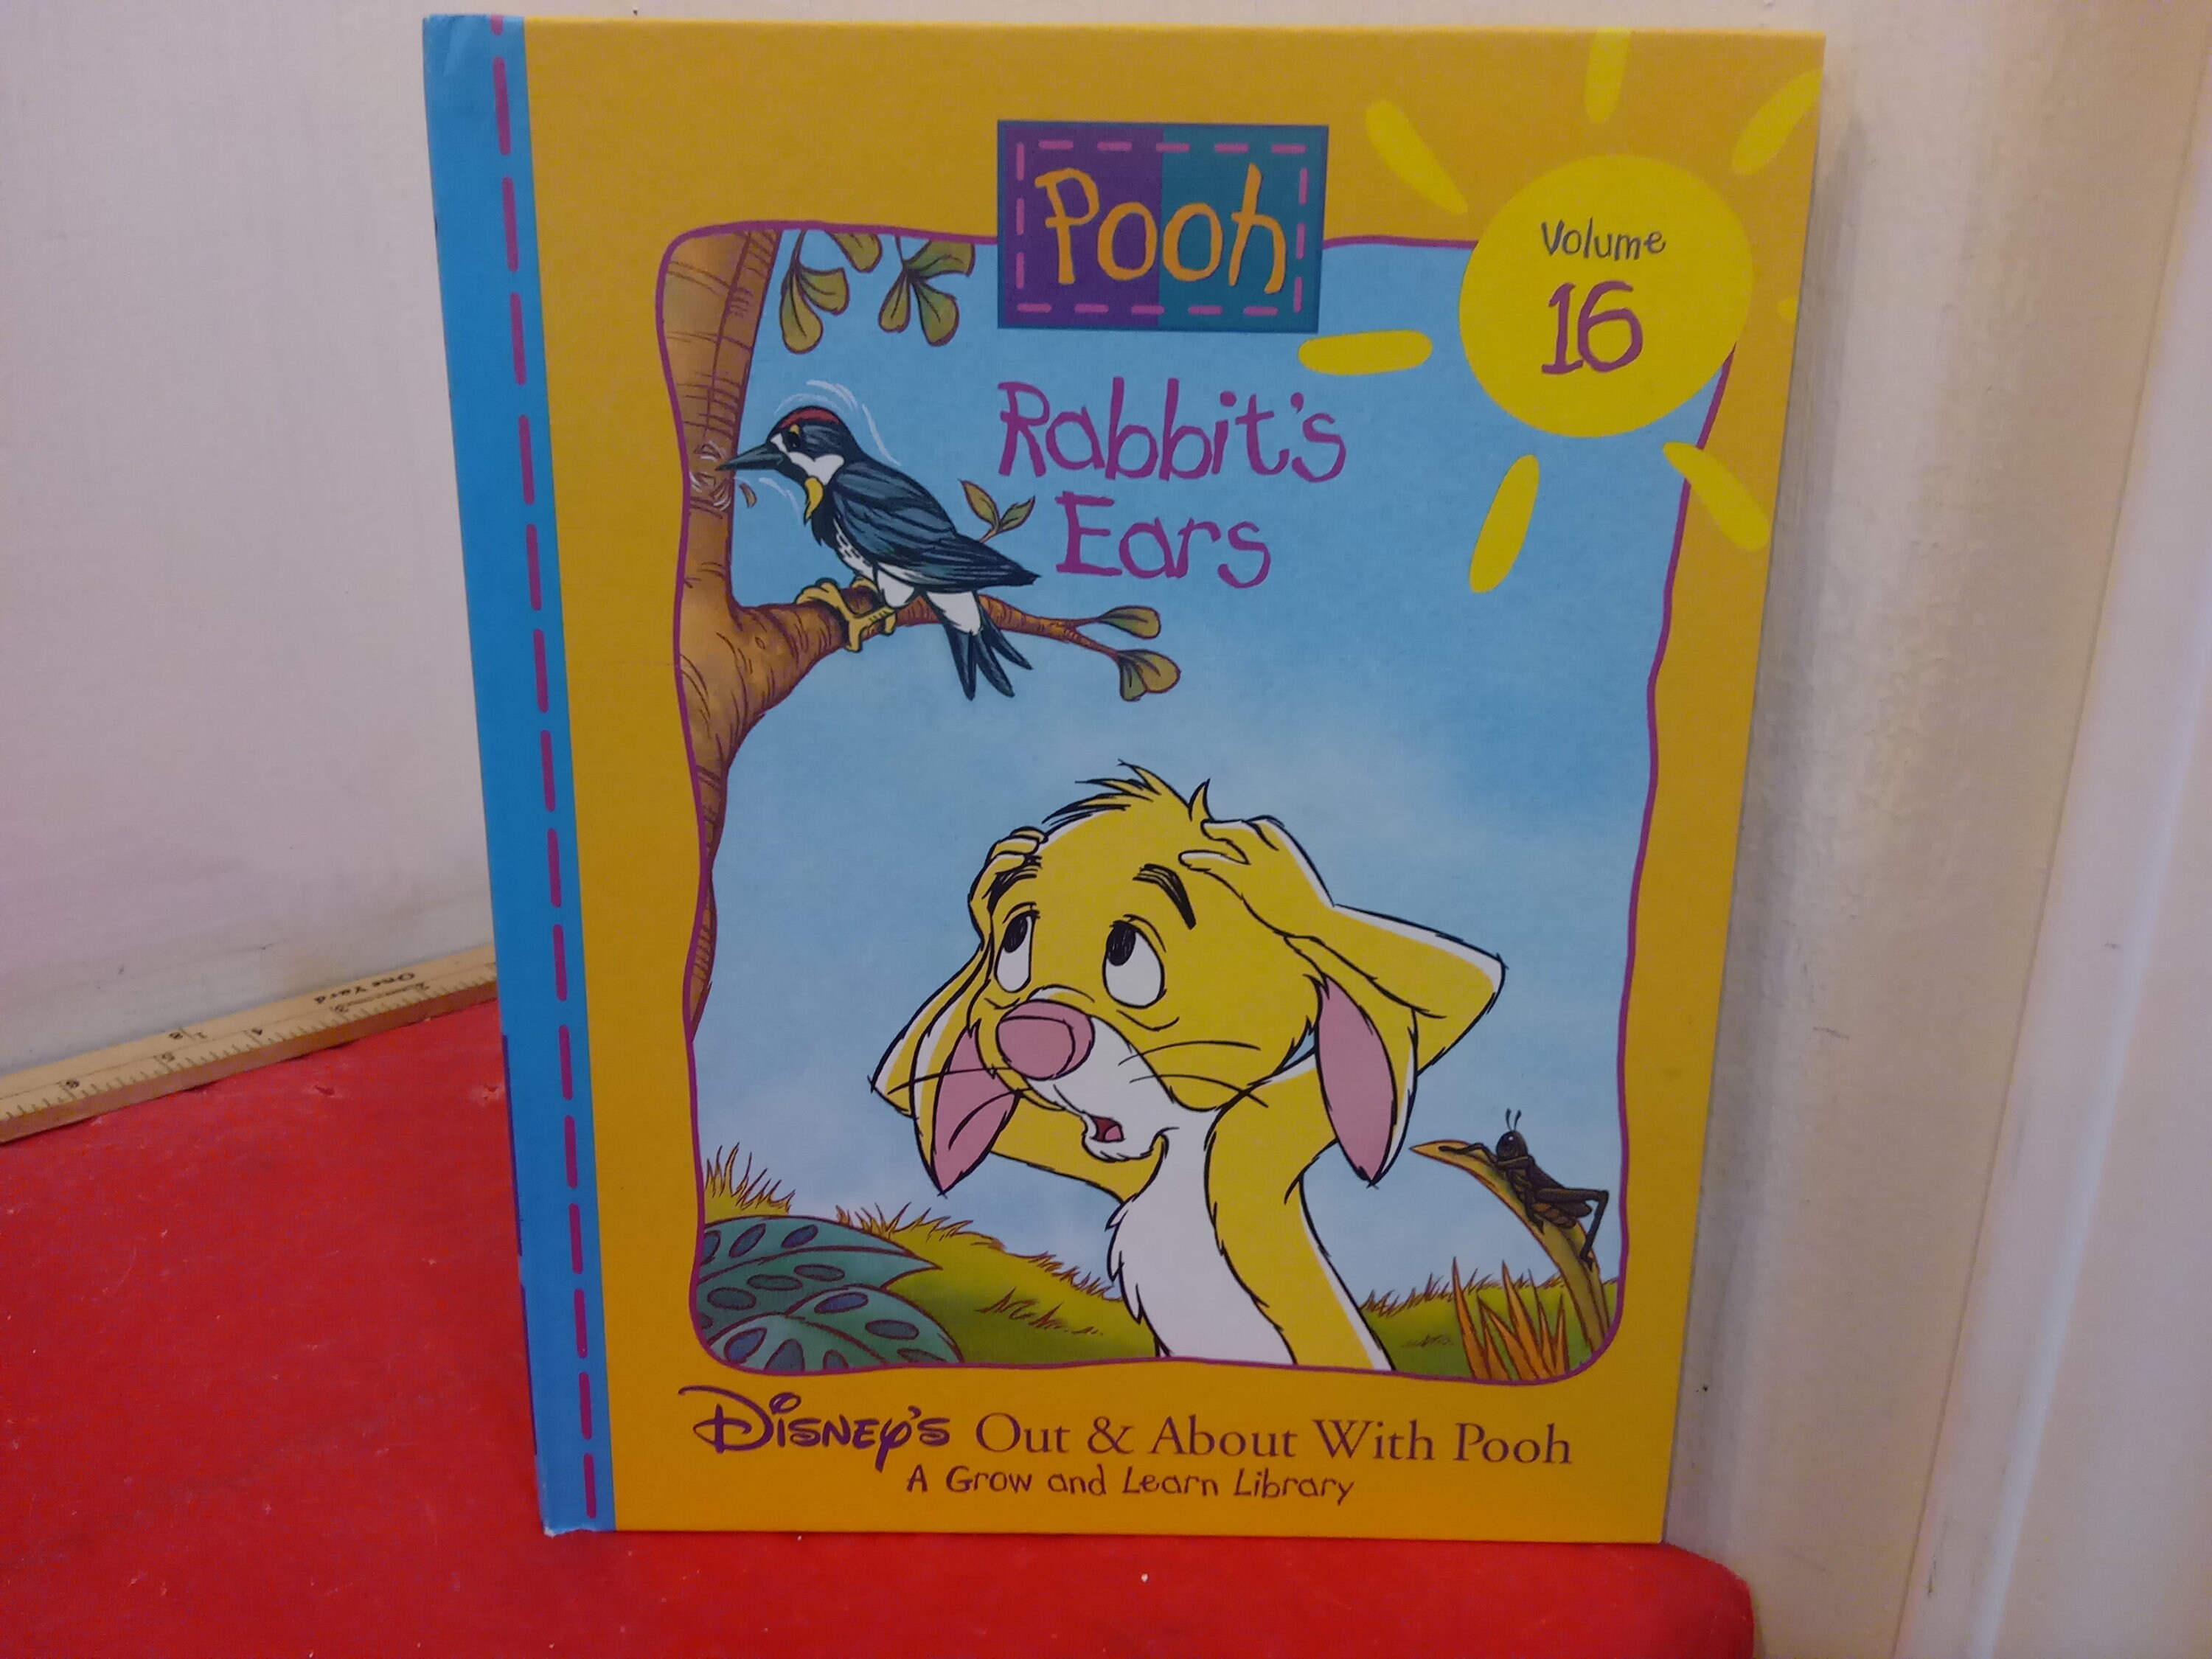 Pooh
Volume
16
Rabbit's
Ears
Disney's Out & About With Pooh
A Grow and Learn Library
One Yard